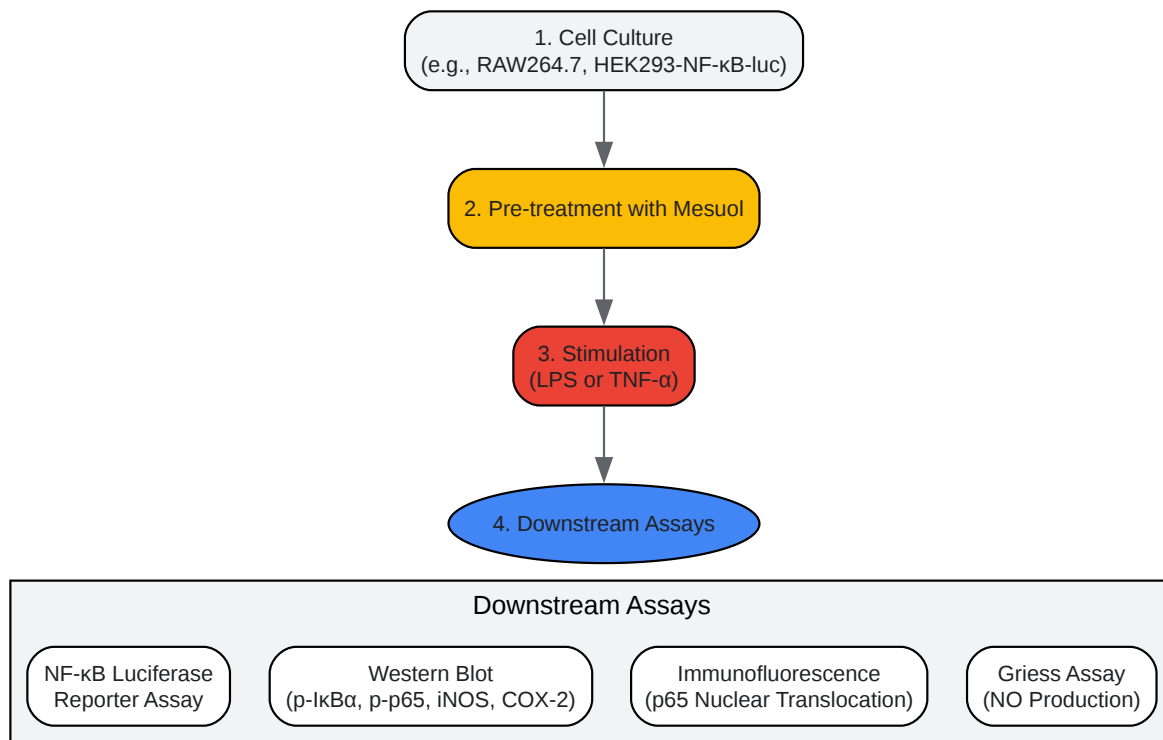 1. Cell Culture
(e.g., RAW264.7, HEK293-NF-κB-luc)
2. Pre-treatment with Mesuol
3. Stimulation
(LPS or TNF-α)
4. Downstream Assays
Downstream Assays
NF-κB Luciferase
Reporter Assay
Western Blot
(p-IκBα, p-p65, iNOS, COX-2)
Immunofluorescence
(p65 Nuclear Translocation)
Griess Assay
(NO Production)